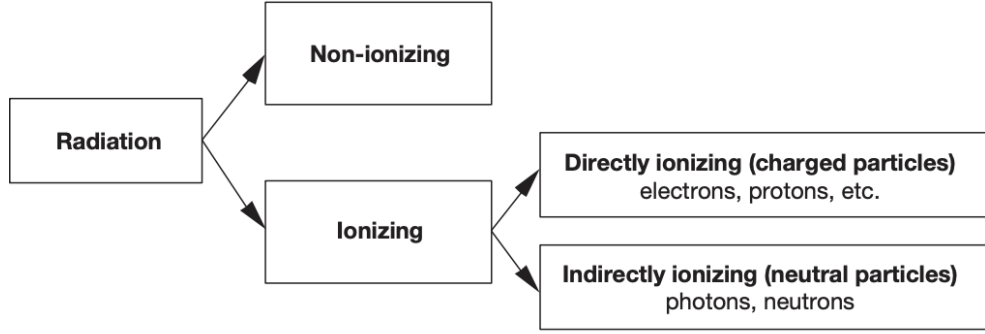 Non-ionizing
Radiation
Ionizing
Directly ionizing (charged particles)
electrons, protons, etc.
Indirectly ionizing (neutral particles)
photons, neutrons